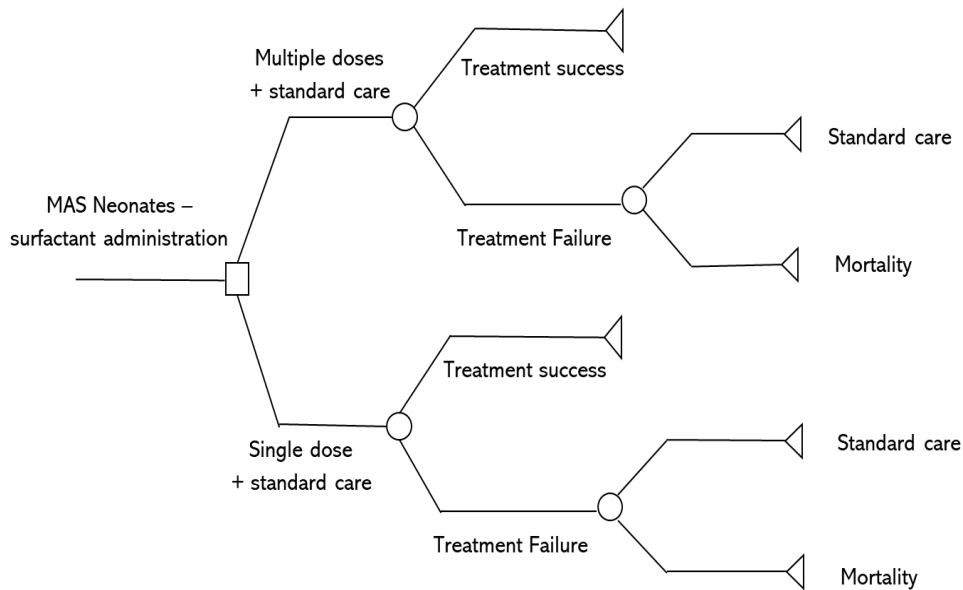 Multiple doses
+ standard care
Treatment success
Standard care
MAS Neonates –
surfactant administration
Treatment Failure
Mortality
Treatment success
Single dose
+ standard care
Standard care
Treatment Failure
Mortality